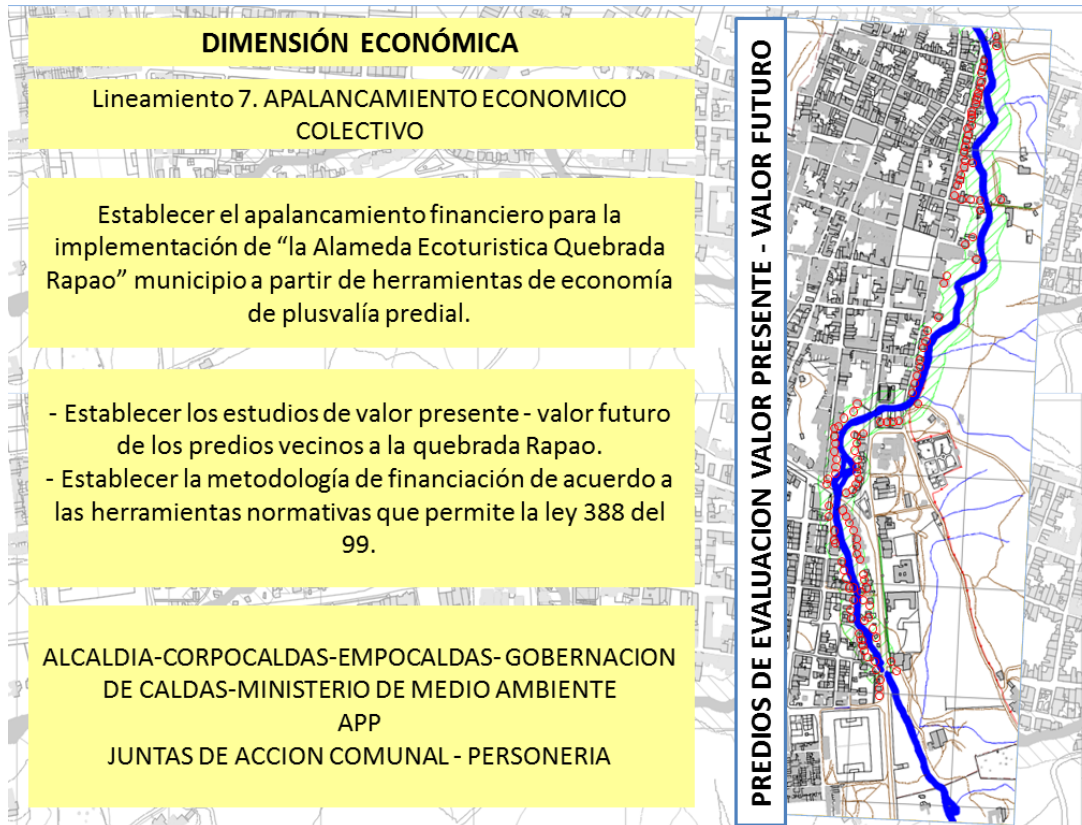 DIMENSIÓN ECONÓMICA
Lineamiento 7. APALANCAMIENTO ECONOMICO
COLECTIVO
Establecer el apalancamiento financiero para la
implementación de “la Alameda Ecoturistica Quebrada
Rapao” municipio a partir de herramientas de economía
de plusvalía predial.
- Establecer los estudios de valor presente - valor futuro
de los predios vecinos a la quebrada Rapao.
- Establecer la metodología de financiación de acuerdo a
las herramientas normativas que permite la ley 388 del
99.
ALCALDIA-CORPOCALDAS-EMPOCALDAS- GOBERNACION
DE CALDAS-MINISTERIO DE MEDIO AMBIENTE
APP
JUNTAS DE ACCION COMUNAL - PERSONERIA
PREDIOS DE EVALUACION VALOR PRESENTE - VALOR FUTURO